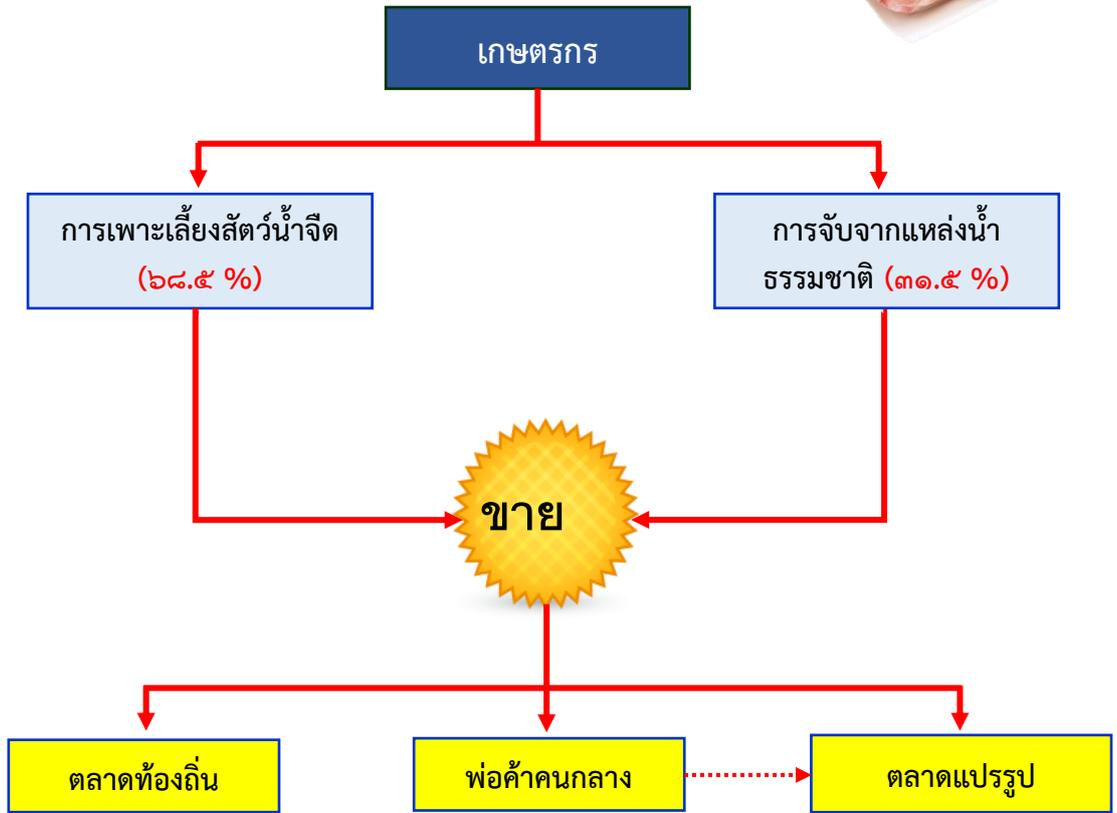 เกษตรกร
การเพาะเลี้ยงสัตว์น้ำจืด
(๖๘.๕ %)
การจับจากแหล่งน้ำ
ธรรมชาติ (๓๑.๕ %)
ขาย
ตลาดท้องถิ่น
พ่อค้าคนกลาง
ตลาดแปรรูป